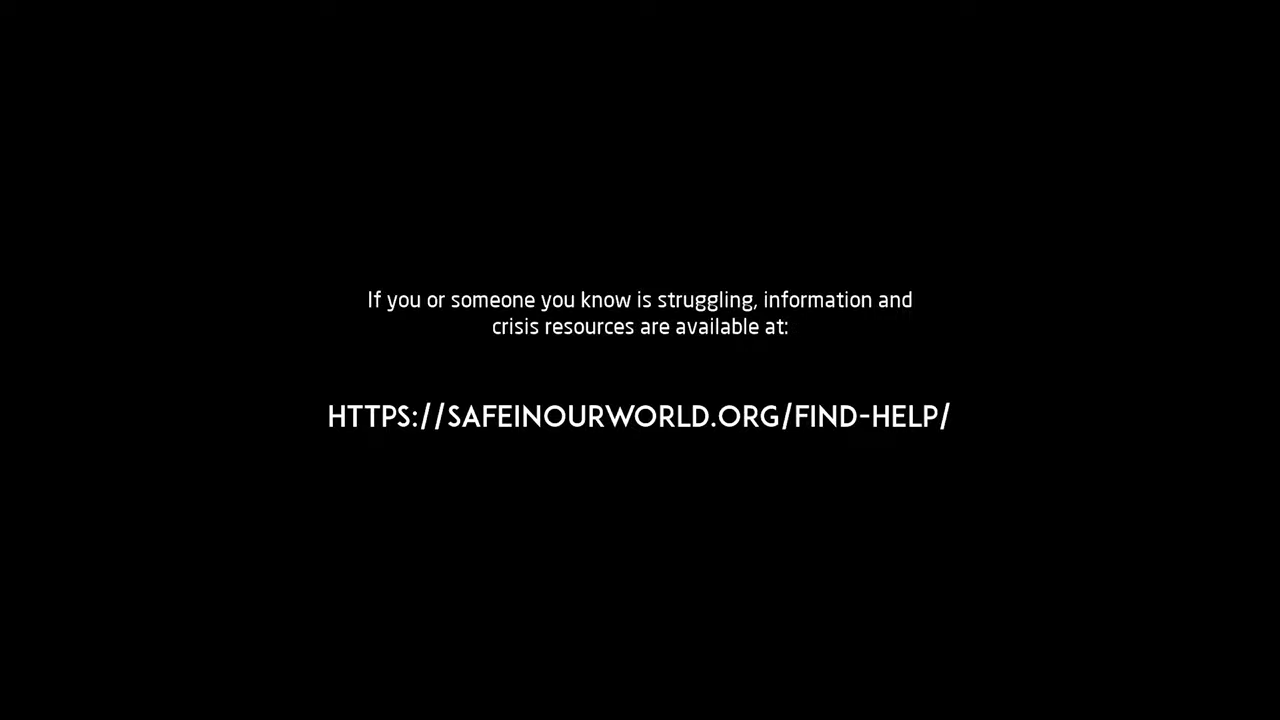 If you or someone you know is struggling, information and
crisis resources are available at:
HTTPS://SAFEINOURWORLD.ORG/FIND-HELP/